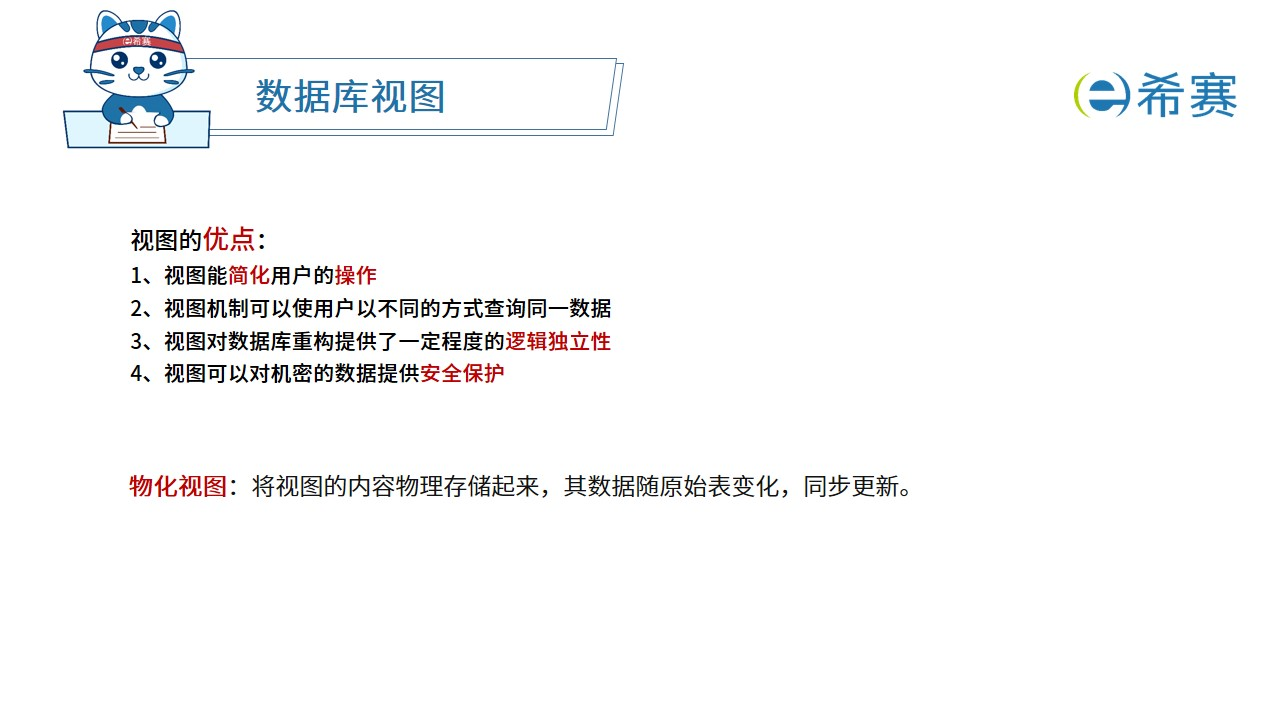 希赛
数据库视图
希赛
视图的优点：
1、视图能简化用户的操作
2、视图机制可以使用户以不同的方式查询同一数据
3、视图对数据库重构提供了一定程度的逻辑独立性
4、视图可以对机密的数据提供安全保护
物化视图：将视图的内容物理存储起来，其数据随原始表变化，同步更新。